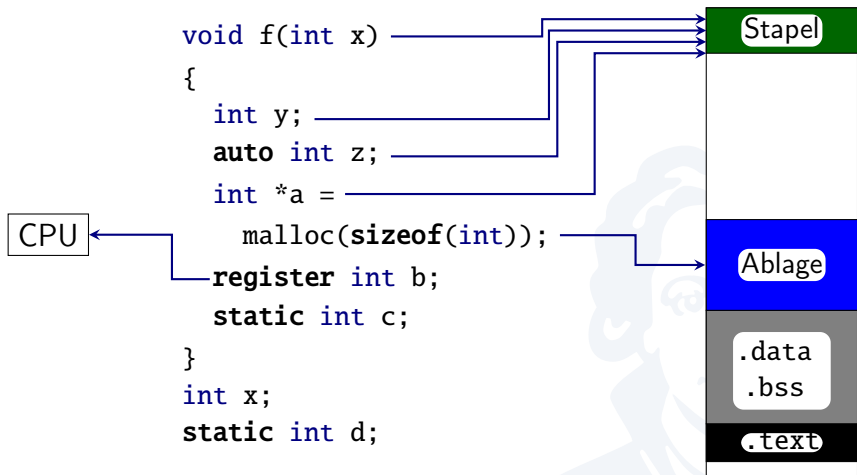 void f(int x)
{
int y;
auto int z;
int *a =
malloc(sizeof(int));
register int b;
static int c;
}
int x;
static int d;
CPU
Stapel
Ablage
.data
.bss
.text